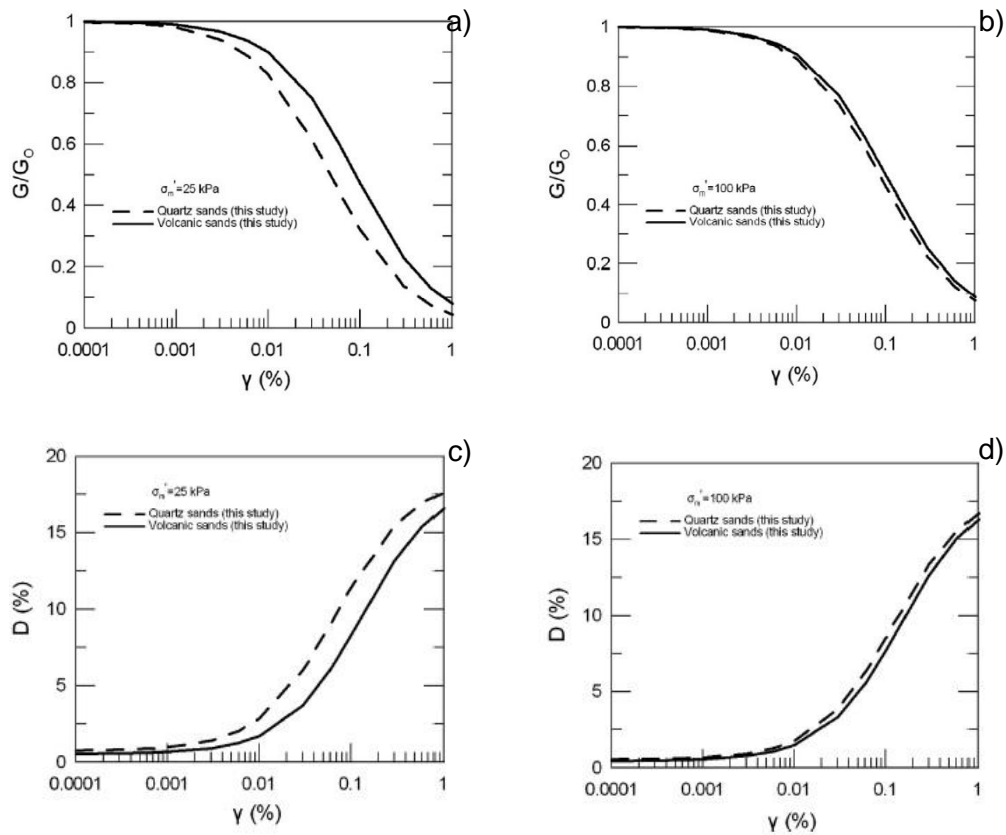 a)
1
0.8
0.6
0.4
0.2
0
G/G_O
σ_m'=25 kPa
Quartz sands (this study)
Volcanic sands (this study)
0.0001 0.001 0.01 0.1 1
γ (%)
b)
1
0.8
0.6
0.4
0.2
0
G/G_O
σ_m'=100 kPa
Quartz sands (this study)
Volcanic sands (this study)
0.0001 0.001 0.01 0.1 1
γ (%)
c)
20
15
10
5
0
D (%)
σ_m'=25 kPa
Quartz sands (this study)
Volcanic sands (this study)
0.0001 0.001 0.01 0.1 1
γ (%)
d)
20
15
10
5
0
D (%)
σ_m'=100 kPa
Quartz sands (this study)
Volcanic sands (this study)
0.0001 0.001 0.01 0.1 1
γ (%)